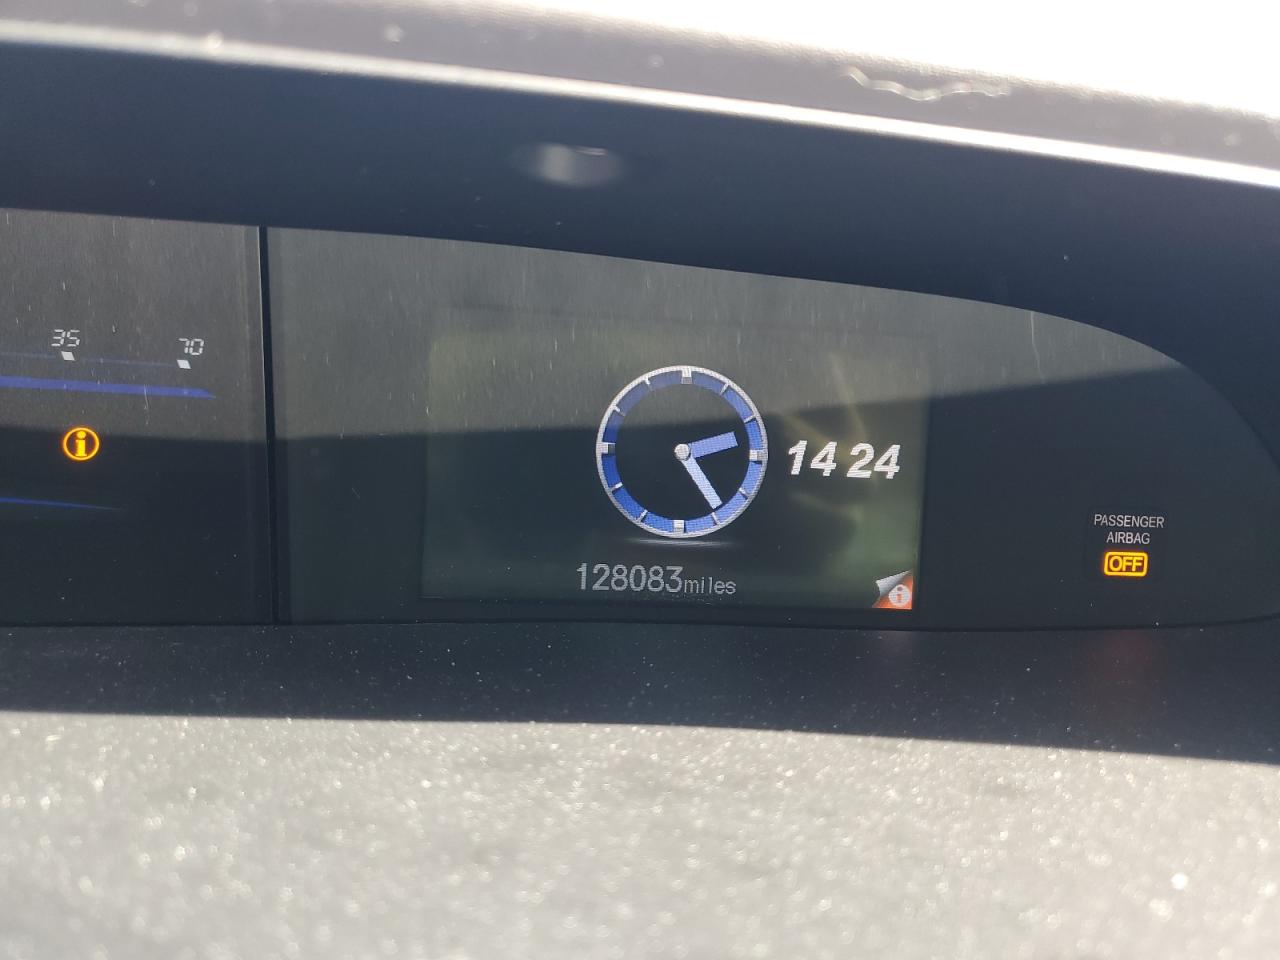 35 70
14 24
PASSENGER
AIRBAG
OFF
128083miles